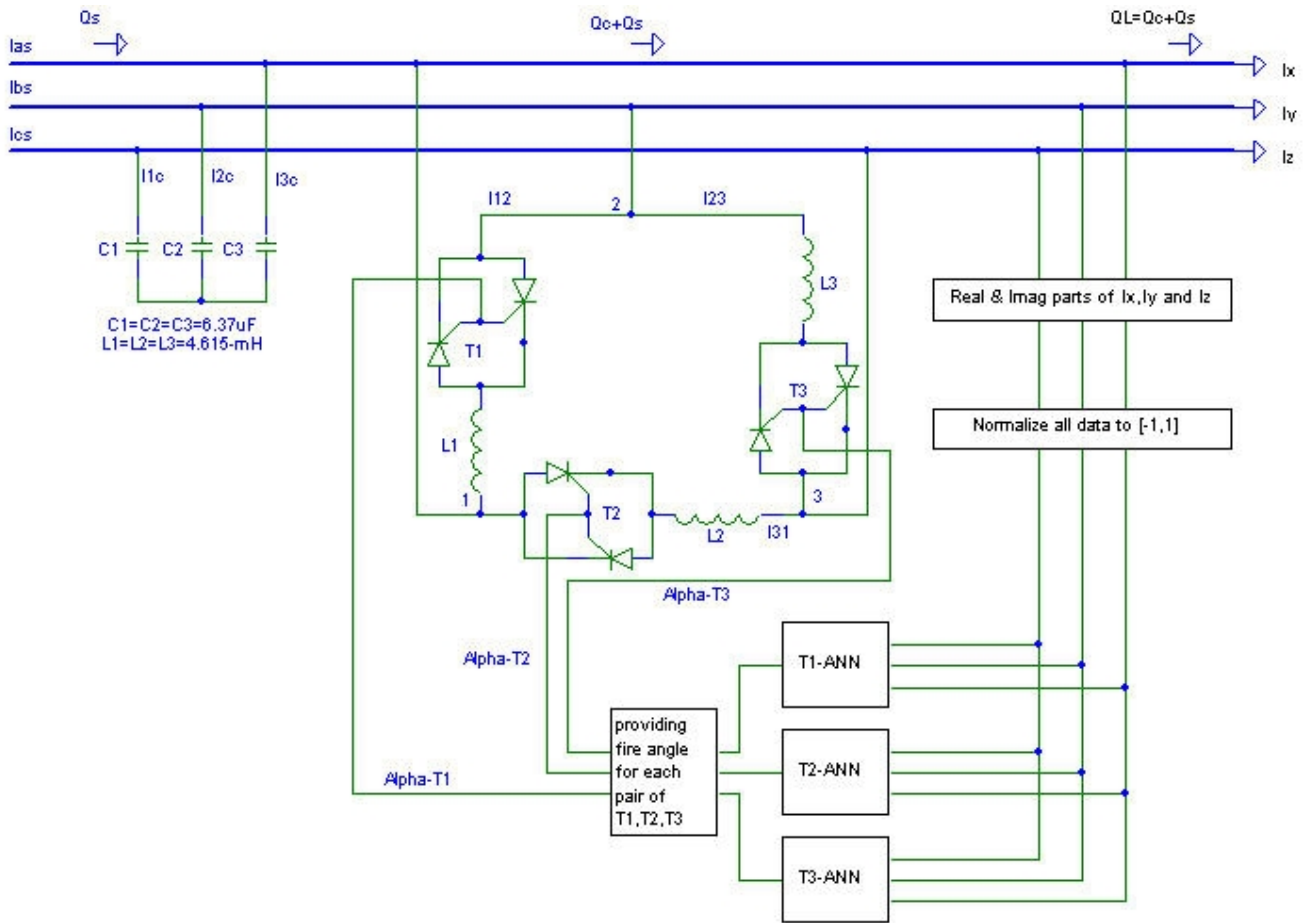 Qs
Qc+Qs
QL=Qc+Qs
Ias
Ix
Ibs
Iy
Ics
Iz
I1c
I2c
I3c
I12
2
I23
C1
C2
C3
L3
Real & Imag parts of Ix,Iy and Iz
C1=C2=C3=6.37uF
L1=L2=L3=4.615-mH
T1
T3
Normalize all data to [-1,1]
L1
1
3
T2
L2
I31
Alpha-T3
Alpha-T2
T1-ANN
providing
fire angle
for each
pair of
T1,T2,T3
Alpha-T1
T2-ANN
T3-ANN